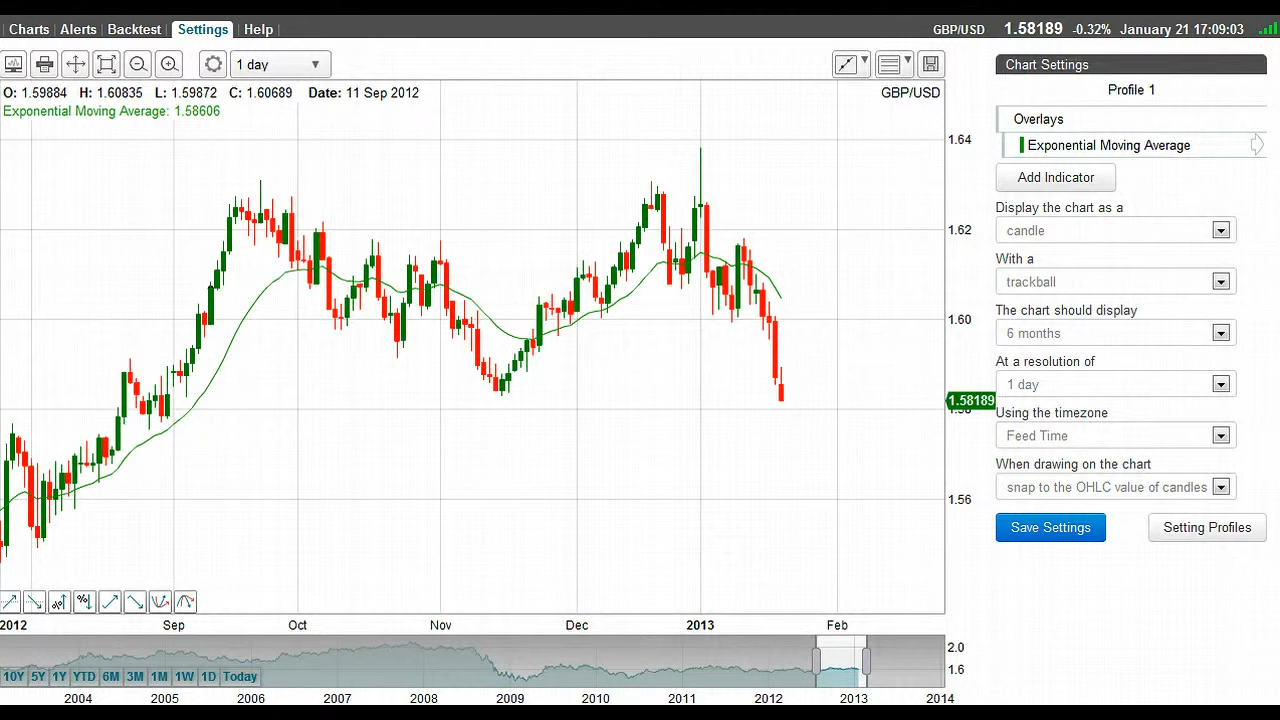 Charts Alerts Backtest Settings Help GBP/USD 1.58189 -0.32% January 21 17:09:03
1 day
O: 1.59884 H: 1.60835 L: 1.59872 C: 1.60689 Date: 11 Sep 2012 GBP/USD
Exponential Moving Average: 1.58606
1.64
1.62
1.60
1.58189
1.58
1.56
2012 Sep Oct Nov Dec 2013 Feb
2.0
1.6
10Y 5Y 1Y YTD 6M 3M 1M 1W 1D Today
2004 2005 2006 2007 2008 2009 2010 2011 2012 2013 2014
Chart Settings
Profile 1
Overlays
Exponential Moving Average
Add Indicator
Display the chart as a
candle
With a
trackball
The chart should display
6 months
At a resolution of
1 day
Using the timezone
Feed Time
When drawing on the chart
snap to the OHLC value of candles
Save Settings Setting Profiles